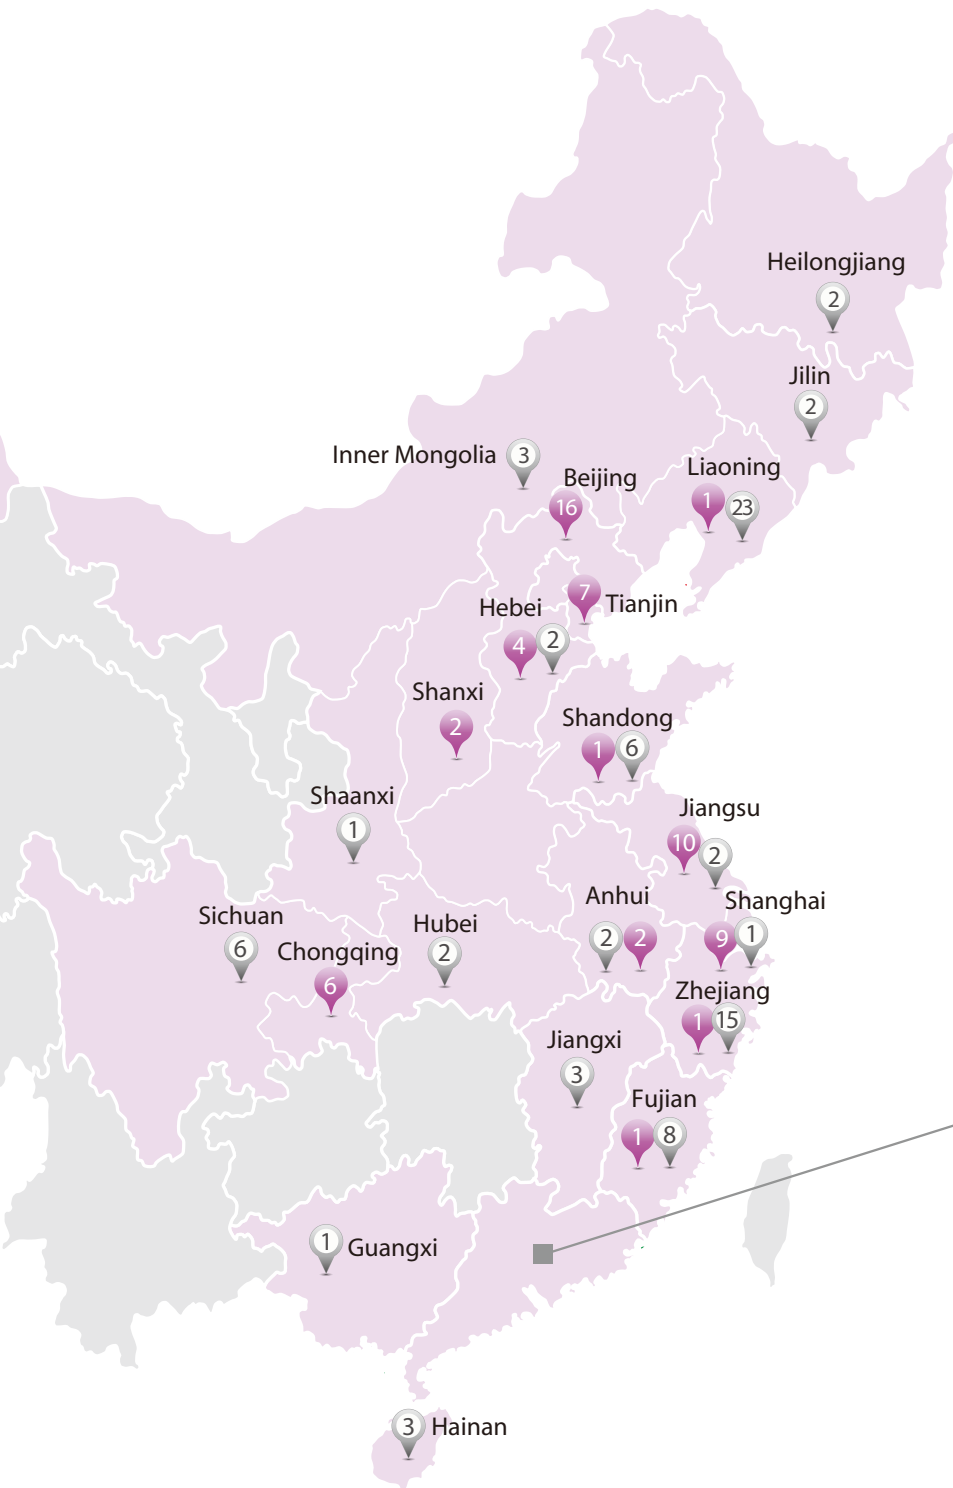 Heilongjiang
2
Jilin
2
Inner Mongolia 3
Beijing
16
Liaoning
1 23
7 Tianjin
Hebei
4 2
Shanxi
2
Shandong
1 6
Shaanxi
1
Jiangsu
10 2
Anhui
2 2
Shanghai
9 1
Sichuan
6
Chongqing
6
Hubei
2
Zhejiang
1 15
Jiangxi
3
Fujian
1 8
1 Guangxi
3 Hainan